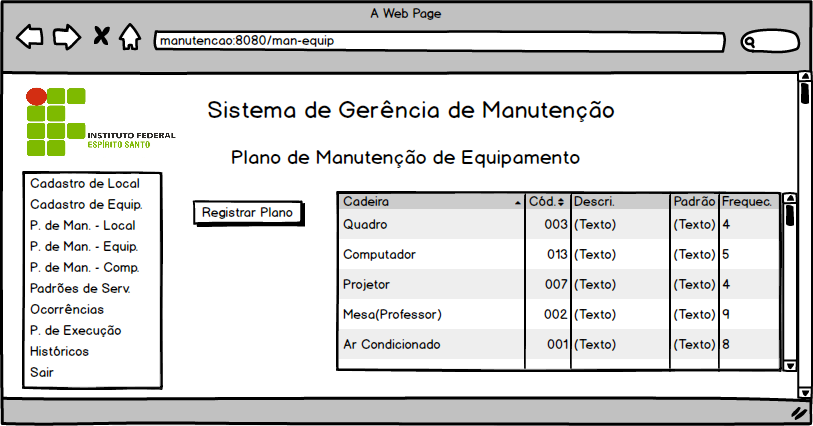 A Web Page
manutencao:8080/man-equip
INSTITUTO FEDERAL
ESPÍRITO SANTO
Sistema de Gerência de Manutenção
Plano de Manutenção de Equipamento
Cadastro de Local
Cadastro de Equip.
P. de Man. - Local
P. de Man. - Equip.
P. de Man. - Comp.
Padrões de Serv.
Ocorrências
P. de Execução
Históricos
Sair
Registrar Plano
Cadeira Cód. Descri. Padrão Frequec.
Quadro 003 (Texto) (Texto) 4
Computador 013 (Texto) (Texto) 5
Projetor 007 (Texto) (Texto) 4
Mesa(Professor) 002 (Texto) (Texto) 9
Ar Condicionado 001 (Texto) (Texto) 8